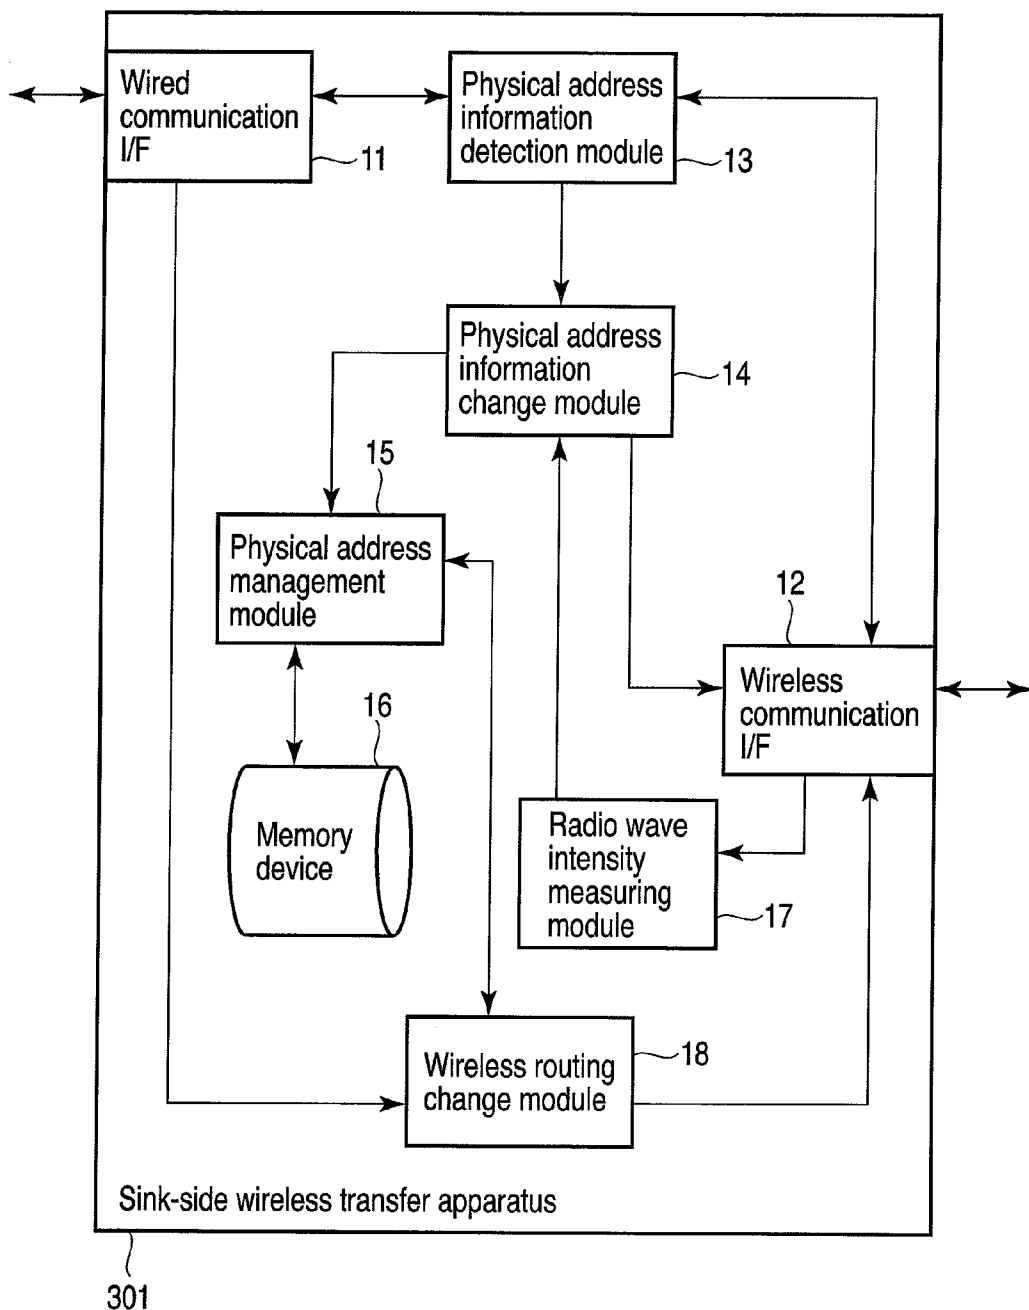 Wired
communication
I/F
11
Physical address
information
detection module
13
Physical address
information
change module
14
15
Physical address
management
module
12
Wireless
communication
I/F
16
Memory
device
Radio wave
intensity
measuring
module
17
Wireless routing
change module
18
Sink-side wireless transfer apparatus
301